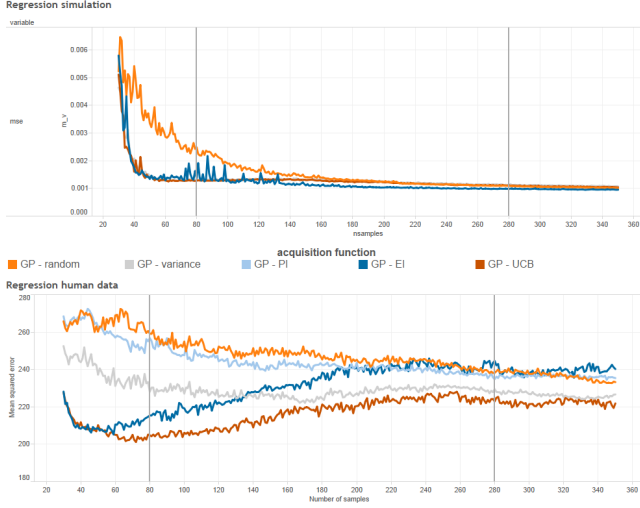 Regression simulation
variable
mse
m_v
0.006
0.005
0.004
0.003
0.002
0.001
0.000
20 40 60 80 100 120 140 160 180 200 220 240 260 280 300 320 340 360
nsamples
acquisition function
GP - random GP - variance GP - PI GP - EI GP - UCB
Regression human data
Mean squared error
280
260
240
220
200
180
20 40 60 80 100 120 140 160 180 200 220 240 260 280 300 320 340 360
Number of samples